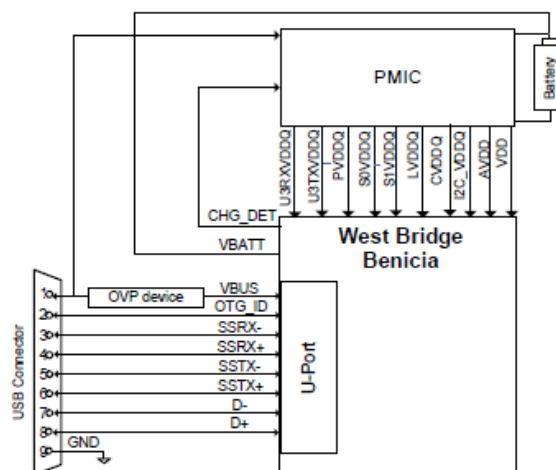 PMIC
Battery
U3RXVDDQ
U3TXVDDQ
PVDDQ
S0VDDQ
S1VDDQ
LVDDQ
CVDDQ
I2C_VDDQ
AVDD
VDD
CHG_DET
VBATT
West Bridge
Benicia
USB Connector
1
OVP device
VBUS
2
OTG_ID
3
SSRX-
4
SSRX+
5
SSTX-
6
SSTX+
7
D-
8
D+
9
GND
U-Port